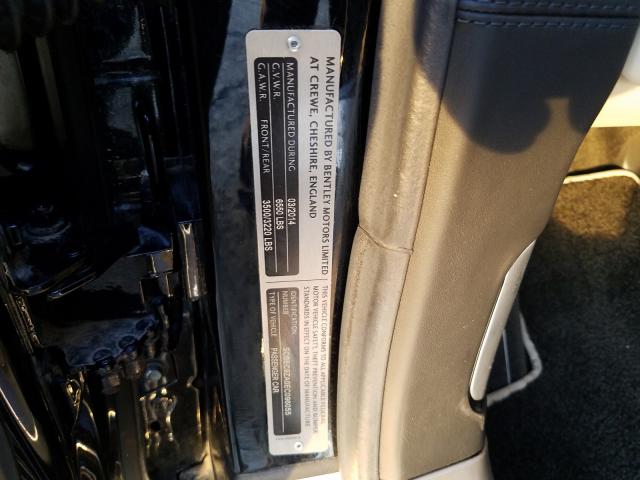 MANUFACTURED BY BENTLEY MOTORS LIMITED
AT CREWE, CHESHIRE, ENGLAND
MANUFACTURED DURING 03/2014
G.V.W.R. 6550 LBS
G.A.W.R. FRONT/REAR 3500/3220 LBS
THIS VEHICLE CONFORMS TO ALL APPLICABLE FEDERAL
MOTOR VEHICLE SAFETY, THEFT PREVENTION AND BUMPER
STANDARDS IN EFFECT ON THE DATE OF MANUFACTURE
IDENTIFICATION
NUMBER
TYPE OF VEHICLE PASSENGER CAR